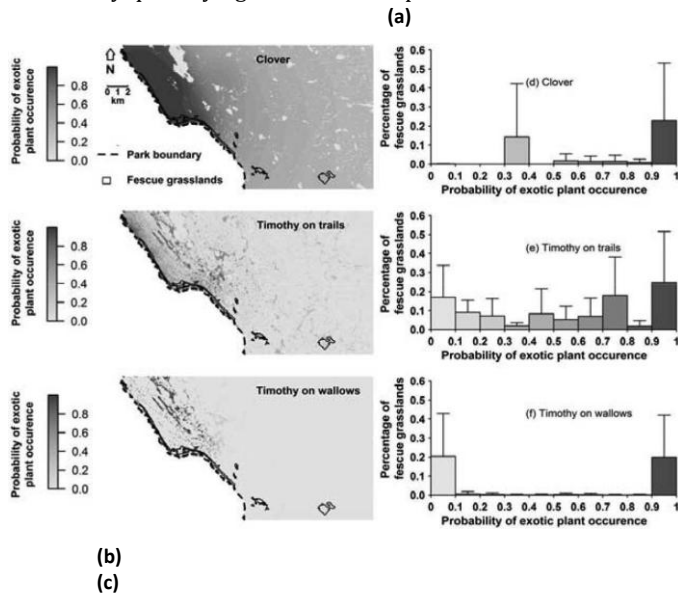 (a)
Probability of exotic
plant occurence
0.8
0.6
0.4
0.2
0.0
N
0 1 2
km
Clover
Park boundary
Fescue grasslands
Percentage of
fescue grasslands
0.6
0.5
0.4
0.3
0.2
0.1
0
(d) Clover
0 0.1 0.2 0.3 0.4 0.5 0.6 0.7 0.8 0.9 1
Probability of exotic plant occurence
Probability of exotic
plant occurence
0.8
0.6
0.4
0.2
0.0
Timothy on trails
Percentage of
fescue grasslands
0.6
0.5
0.4
0.3
0.2
0.1
0
(e) Timothy on trails
0 0.1 0.2 0.3 0.4 0.5 0.6 0.7 0.8 0.9 1
Probability of exotic plant occurence
Probability of exotic
plant occurence
0.8
0.6
0.4
0.2
0.0
Timothy on wallows
Percentage of
fescue grasslands
0.6
0.5
0.4
0.3
0.2
0.1
0
(f) Timothy on wallows
0 0.1 0.2 0.3 0.4 0.5 0.6 0.7 0.8 0.9 1
Probability of exotic plant occurence
(b)
(c)